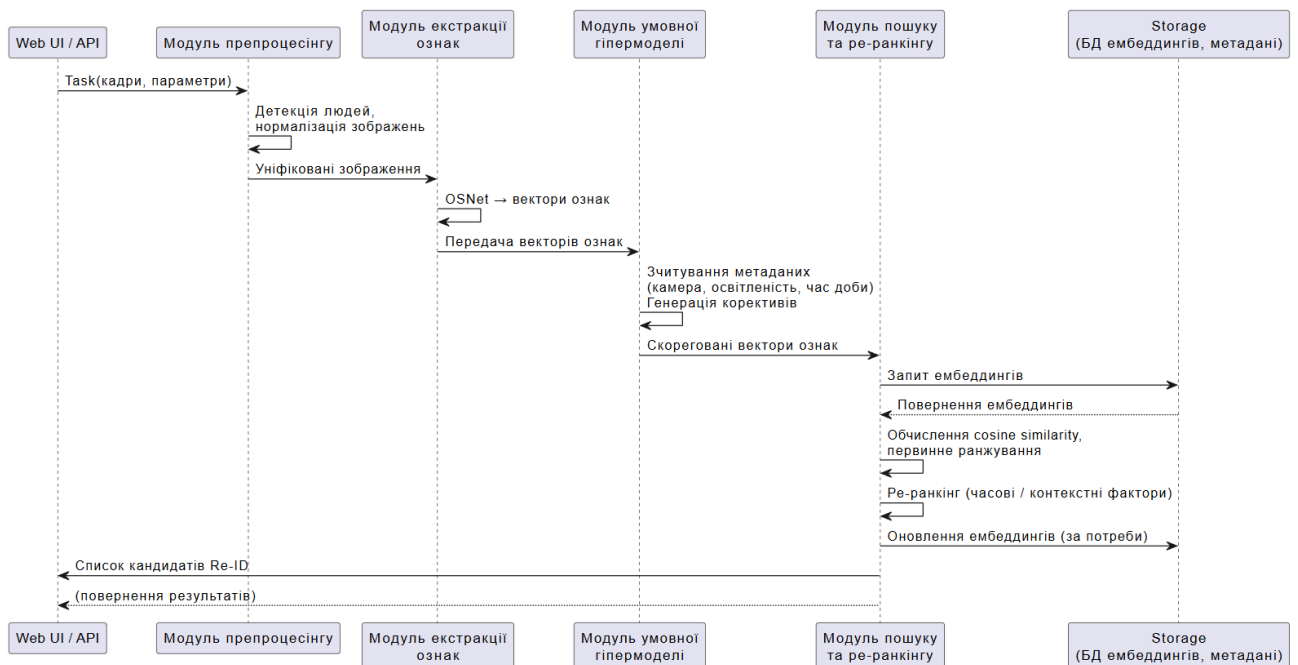 Web UI / API
Модуль препроцесінгу
Модуль екстракції
ознак
Модуль умовної
гіпермоделі
Модуль пошуку
та ре-ранкінгу
Storage
(БД ембеддингів, метадані)
Task(кадри, параметри)
Детекція людей,
нормалізація зображень
Уніфіковані зображення
OSNet → вектори ознак
Передача векторів ознак
Зчитування метаданих
(камера, освітленість, час доби)
Генерація корективів
Скореговані вектори ознак
Запит ембеддингів
Повернення ембеддингів
Обчислення cosine similarity,
первинне ранжування
Ре-ранкінг (часові / контекстні фактори)
Оновлення ембеддингів (за потреби)
Список кандидатів Re-ID
(повернення результатів)
Web UI / API
Модуль препроцесінгу
Модуль екстракції
ознак
Модуль умовної
гіпермоделі
Модуль пошуку
та ре-ранкінгу
Storage
(БД ембеддингів, метадані)